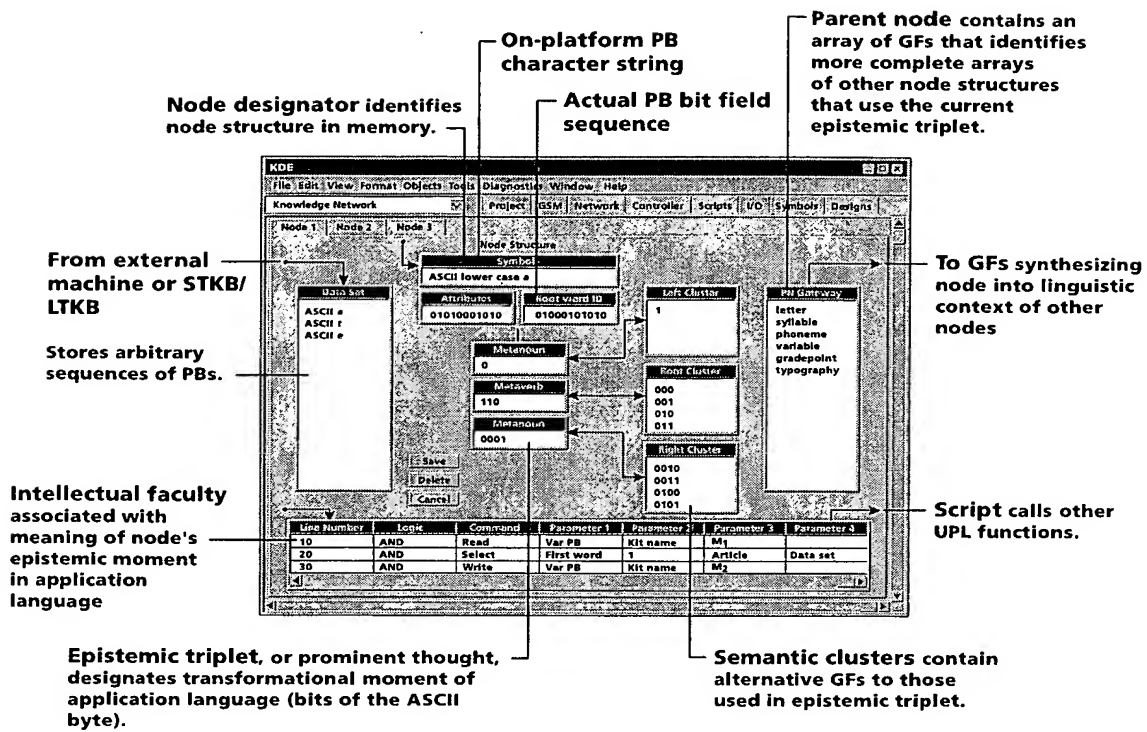 On-platform PB
character string
Parent node contains an
array of GFs that identifies
more complete arrays
of other node structures
that use the current
epistemic triplet.
Node designator identifies
node structure in memory.
Actual PB bit field
sequence
KDE
File Edit View Format Objects Tools Diagnostics Window Help
Knowledge Network
Project GSM Network Controller Scripts I/O Symbols Designs
Node 1 Node 2 Node 3
Node Structure
Symbol
ASCII lower case a
From external
machine or STKB/
LTKB
Stores arbitrary
sequences of PBs.
Data Set
ASCII a
ASCII t
ASCII e
Attributes
01010001010
Root Word ID
01000101010
Metanoun
0
Metaverb
110
Metanoun
0001
Left Cluster
1
Root Cluster
000
001
010
011
Right Cluster
0010
0011
0100
0101
PN Gateway
letter
syllable
phoneme
variable
gradepoint
typography
To GFs synthesizing
node into linguistic
context of other
nodes
Save
Delete
Cancel
Intellectual faculty
associated with
meaning of node's
epistemic moment
in application
language
Line Number Logic Command Parameter 1 Parameter 2 Parameter 3 Parameter 4
10 AND Read Var PB Kit name M1
20 AND Select First word 1 Article Data set
30 AND Write Var PB Kit name M2
Script calls other
UPL functions.
Epistemic triplet, or prominent thought,
designates transformational moment of
application language (bits of the ASCII
byte).
Semantic clusters contain
alternative GFs to those
used in epistemic triplet.